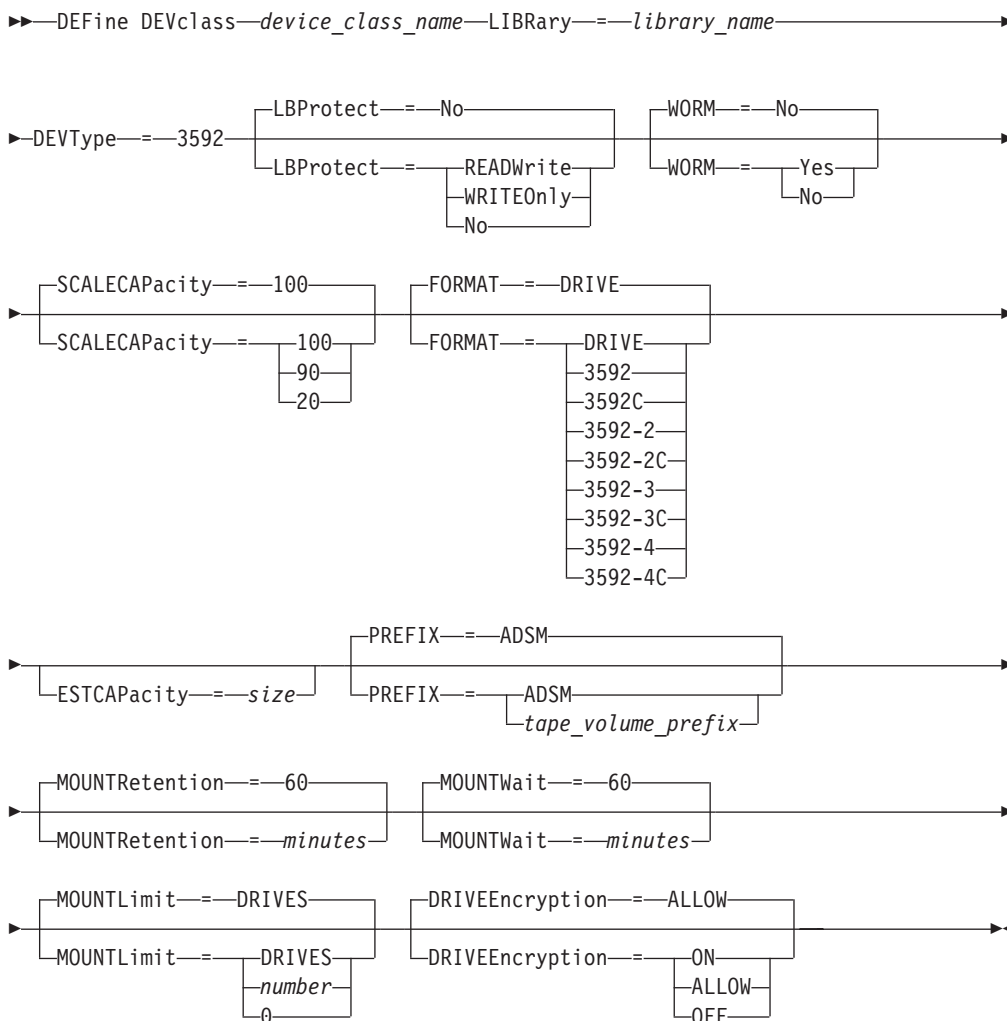 DEFine DEVclass device_class_name LIBRary = library_name
LBProtect = No WORM = No
DEVType = 3592
LBProtect = READWrite WORM = Yes
WRITEOnly No
No
SCALECAPacity = 100 FORMAT = DRIVE
SCALECAPacity = 100 FORMAT = DRIVE
90 3592
20 3592C
3592-2
3592-2C
3592-3
3592-3C
3592-4
3592-4C
PREFIX = ADSM
ESTCAPacity = size PREFIX = ADSM
tape_volume_prefix
MOUNTRetention = 60 MOUNTWait = 60
MOUNTRetention = minutes MOUNTWait = minutes
MOUNTLimit = DRIVES DRIVEEncryption = ALLOW
MOUNTLimit = DRIVES DRIVEEncryption = ON
number ALLOW
0 OFF